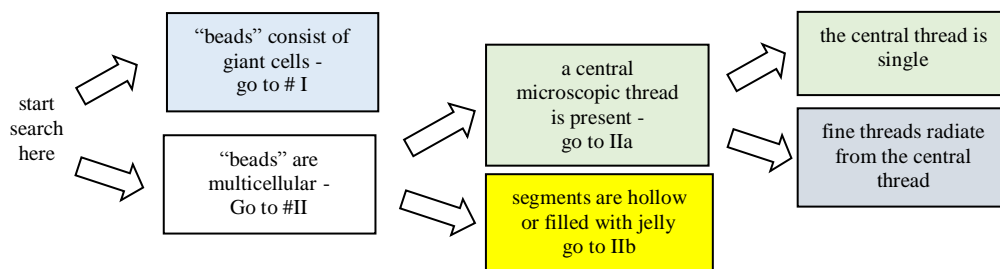 start
search
here
“beads” consist of
giant cells -
go to # I
“beads” are
multicellular -
Go to #II
a central
microscopic thread
is present -
go to IIa
segments are hollow
or filled with jelly
go to IIb
the central thread is
single
fine threads radiate
from the central
thread